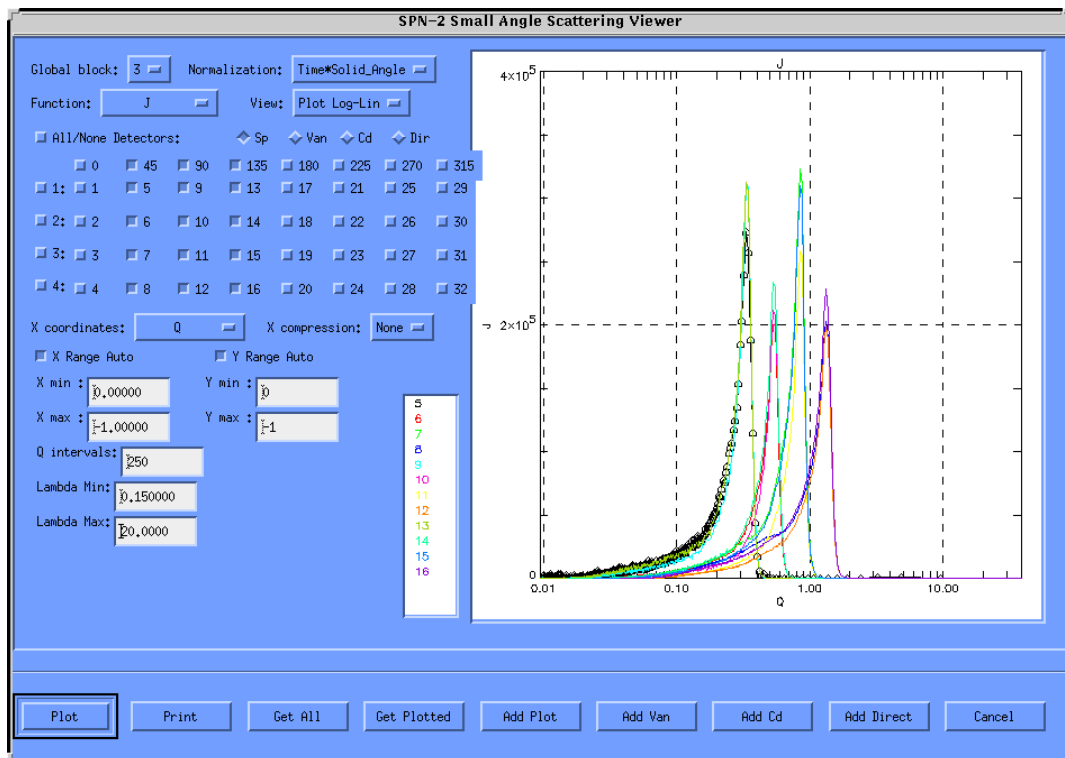 SPN-2 Small Angle Scattering Viewer
Global block: 3 Normalization: Time*Solid_Angle
Function: J View: Plot Log-Lin
All/None Detectors: Sp Van Cd Dir
0 45 90 135 180 225 270 315
1: 1 5 9 13 17 21 25 29
2: 2 6 10 14 18 22 26 30
3: 3 7 11 15 19 23 27 31
4: 4 8 12 16 20 24 28 32
X coordinates: Q X compression: None
X Range Auto Y Range Auto
X min : 0.00000 Y min : 0
X max : -1.00000 Y max : -1
Q intervals: 250
Lambda Min: 0.150000
Lambda Max: 20.0000
5
6
7
8
9
10
11
12
13
14
15
16
J
4×10⁵
2×10⁵
0
J
0.01 0.10 1.00 10.00
Q
Plot Print Get All Get Plotted Add Plot Add Van Add Cd Add Direct Cancel